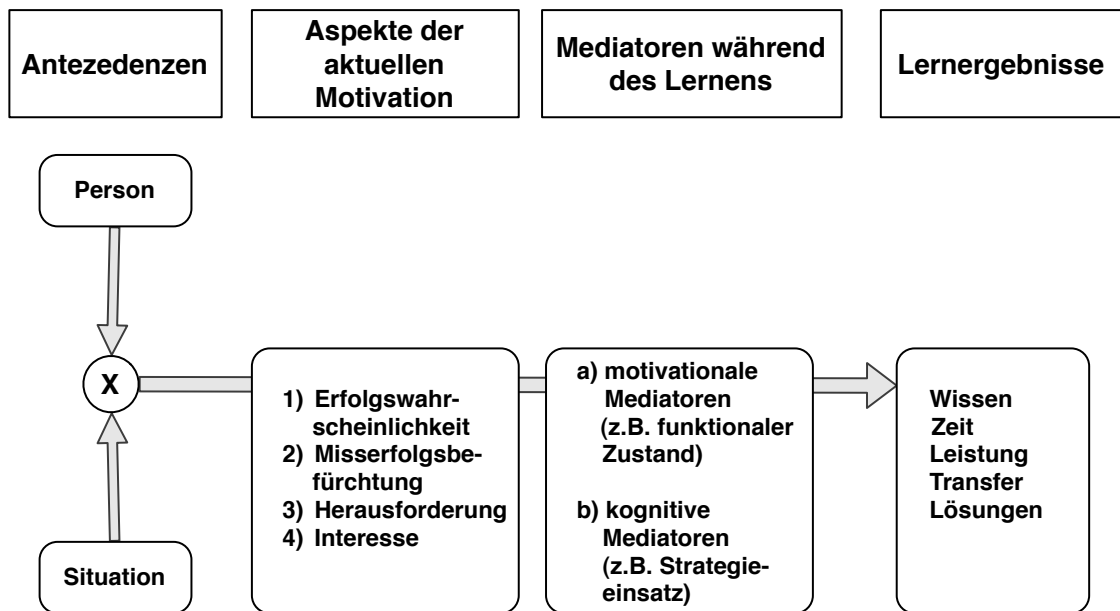 Antezedenzen
Aspekte der
aktuellen
Motivation
Mediatoren während
des Lernens
Lernergebnisse
Person
X
Situation
1) Erfolgswahr-
scheinlichkeit
2) Misserfolgsbe-
fürchtung
3) Herausforderung
4) Interesse
a) motivationale
Mediatoren
(z.B. funktionaler
Zustand)
b) kognitive
Mediatoren
(z.B. Strategie-
einsatz)
Wissen
Zeit
Leistung
Transfer
Lösungen